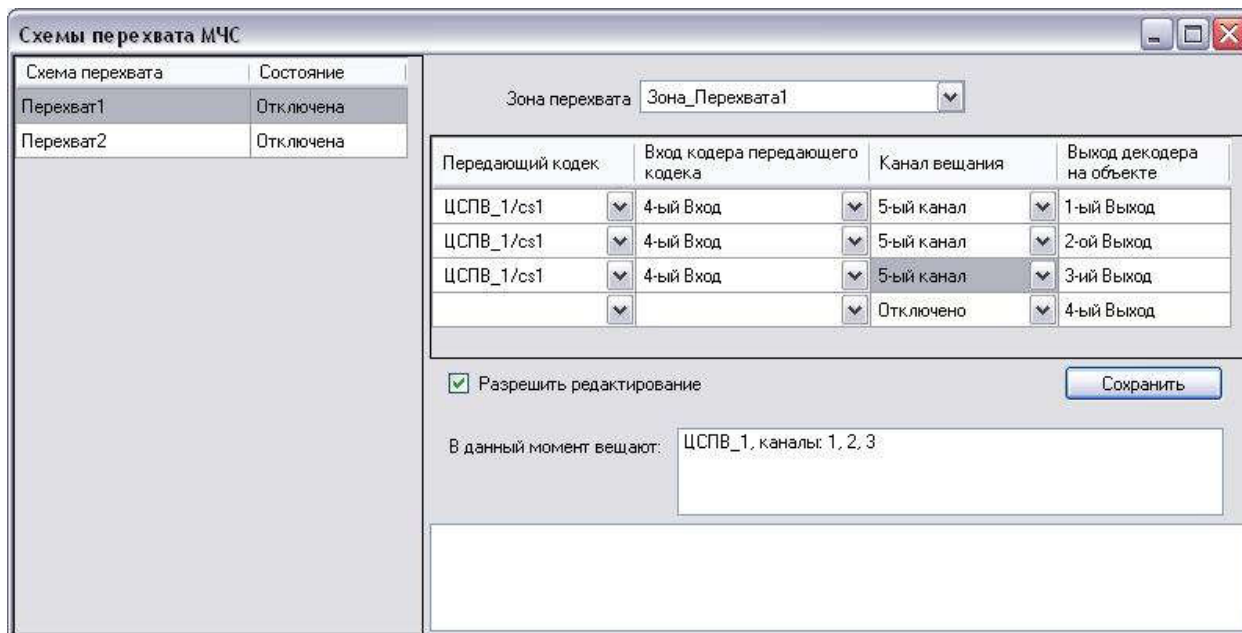 Схемы перехвата МЧС
Схема перехвата Состояние
Перехват1 Отключена
Перехват2 Отключена
Зона перехвата Зона_Перехвата1
Передающий кодек Вход кодера передающего кодека Канал вещания Выход декодера на объекте
ЦСПВ_1/cs1 4-ый Вход 5-ый канал 1-ый Выход
ЦСПВ_1/cs1 4-ый Вход 5-ый канал 2-ой Выход
ЦСПВ_1/cs1 4-ый Вход 5-ый канал 3-ий Выход
Отключено 4-ый Выход
Разрешить редактирование Сохранить
В данный момент вещают: ЦСПВ_1, каналы: 1, 2, 3